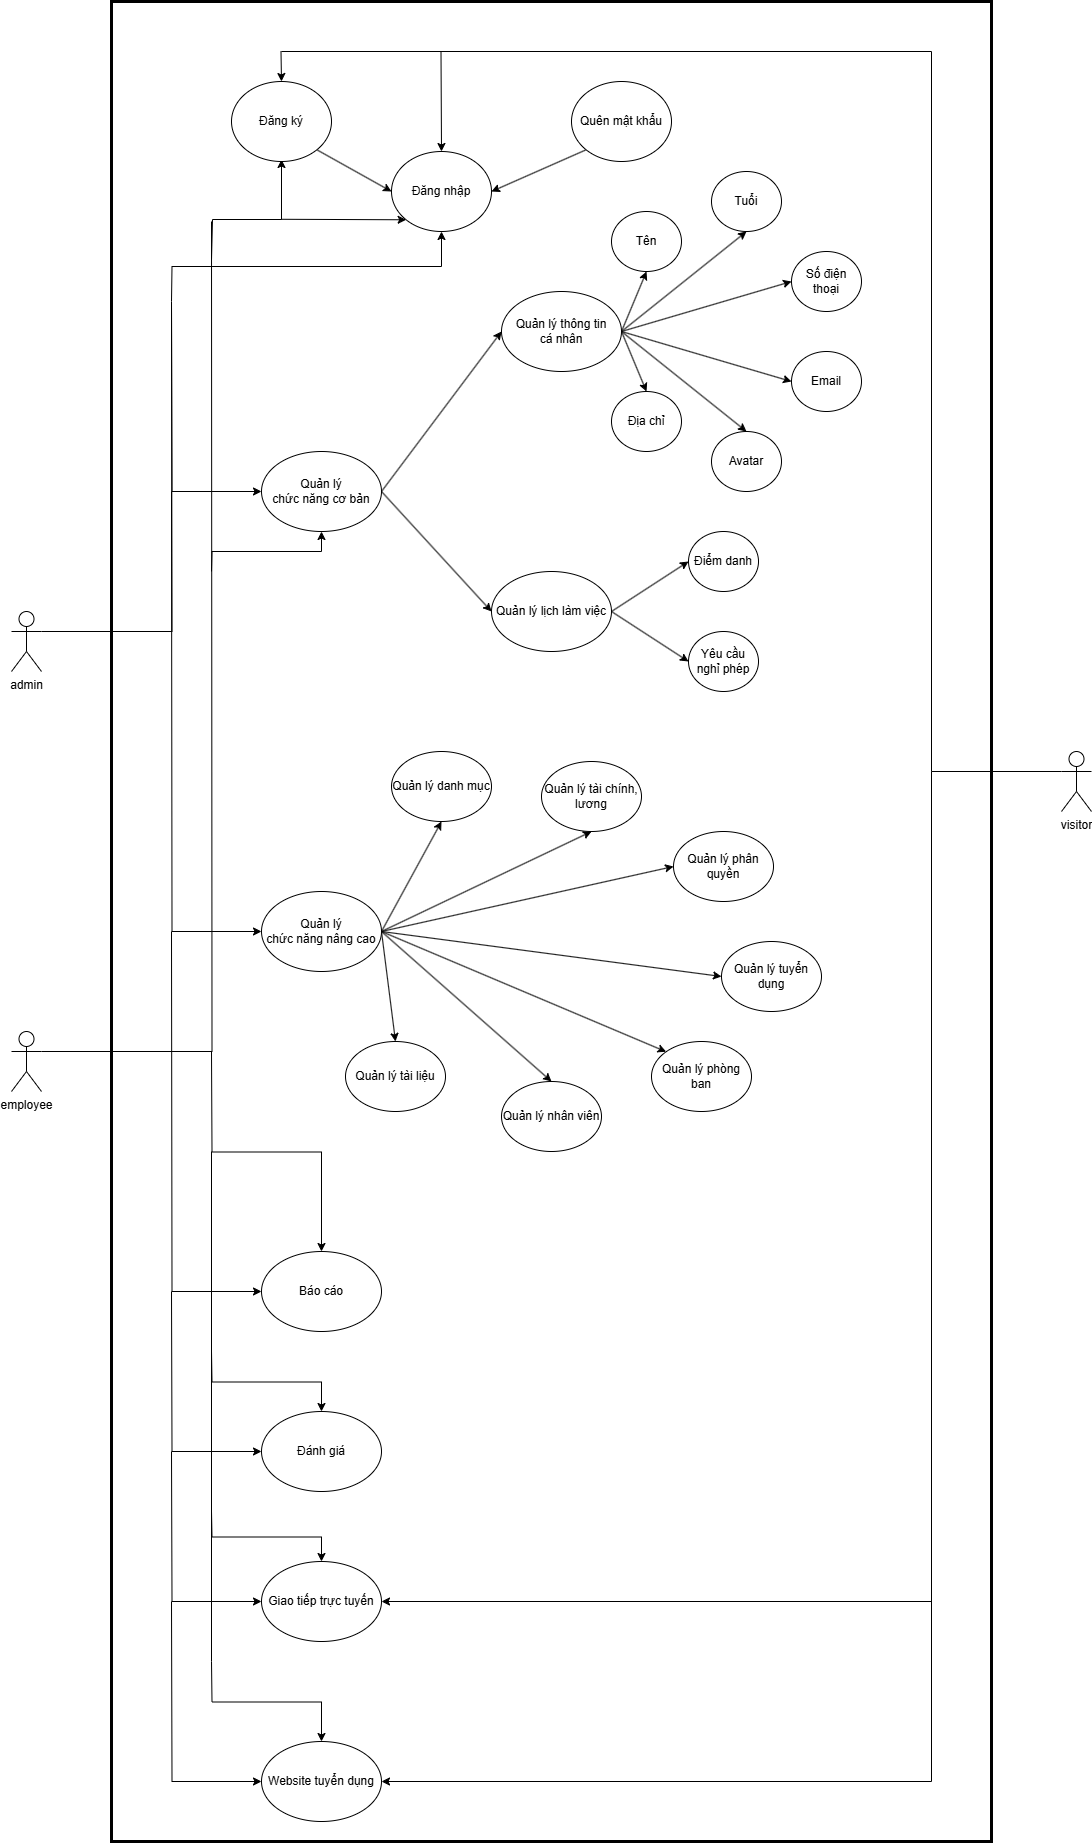 Đăng ký
Quên mật khẩu
Đăng nhập
Tuổi
Tên
Số điện
thoại
Quản lý thông tin
cá nhân
Email
Địa chỉ
Avatar
Quản lý
chức năng cơ bản
Điểm danh
Quản lý lịch làm việc
Yêu cầu
nghỉ phép
admin
Quản lý danh mục
Quản lý tài chính,
lương
visitor
Quản lý phân
quyền
Quản lý
chức năng nâng cao
Quản lý tuyển
dụng
Quản lý tài liệu
Quản lý phòng
ban
employee
Quản lý nhân viên
Báo cáo
Đánh giá
Giao tiếp trực tuyến
Website tuyển dụng